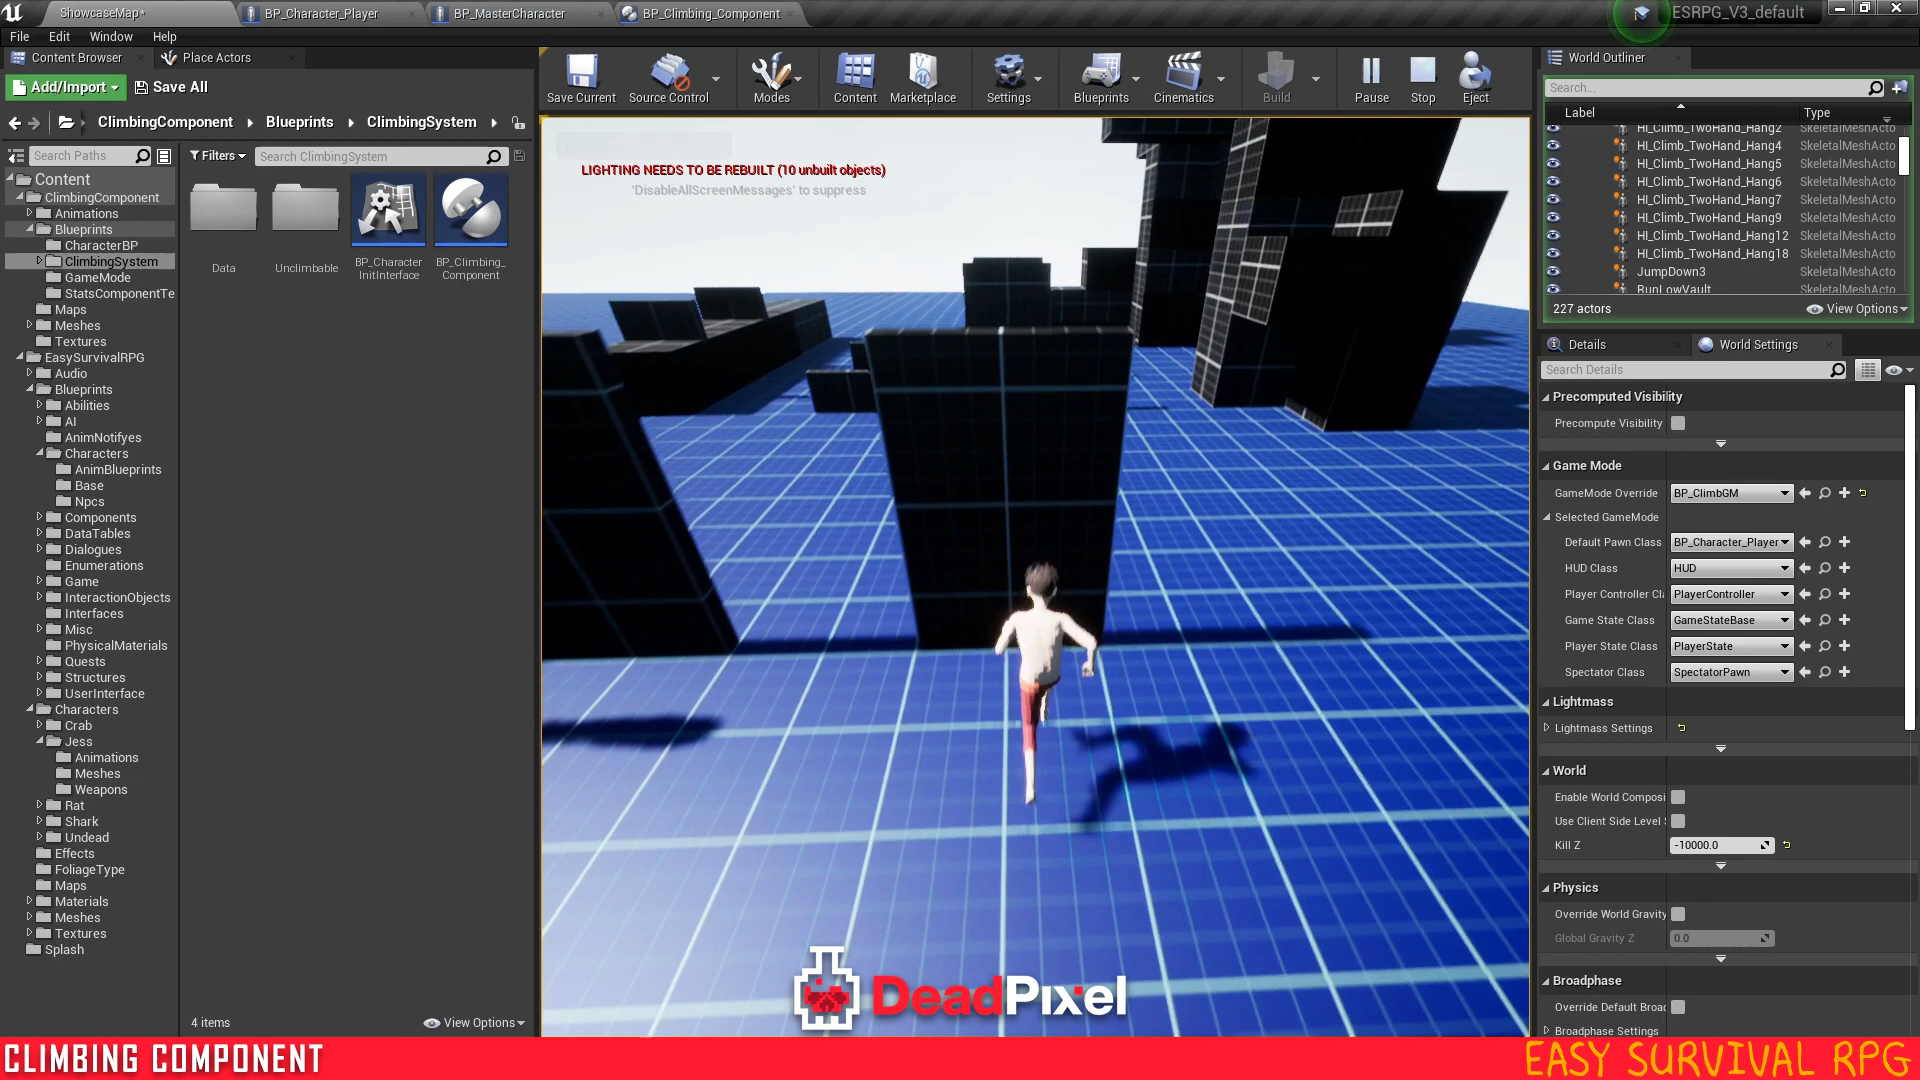 ShowcaseMap*
BP_Character_Player
BP_MasterCharacter
BP_Climbing_Component
ESRPG_V3_default
File
Edit
Window
Help
Content Browser
Place Actors
Add/Import
Save All
ClimbingComponent
Blueprints
ClimbingSystem
Search Paths
Filters
Search ClimbingSystem
Content
ClimbingComponent
Animations
Blueprints
CharacterBP
ClimbingSystem
GameMode
StatsComponentTe
Maps
Meshes
Textures
EasySurvivalRPG
Audio
Blueprints
Abilities
AI
AnimNotifyes
Characters
AnimBlueprints
Base
Npcs
Components
DataTables
Dialogues
Enumerations
Game
InteractionObjects
Interfaces
Misc
PhysicalMaterials
Quests
Structures
UserInterface
Characters
Crab
Jess
Animations
Meshes
Weapons
Rat
Shark
Undead
Effects
FoliageType
Maps
Materials
Meshes
Textures
Splash
Data
Unclimbable
BP_Character
InitInterface
BP_Climbing_
Component
4 items
View Options
Save Current
Source Control
Modes
Content
Marketplace
Settings
Blueprints
Cinematics
Build
Pause
Stop
Eject
LIGHTING NEEDS TO BE REBUILT (10 unbuilt objects)
'DisableAllScreenMessages' to suppress
DeadPixel
World Outliner
Search...
Label
Type
HI_Climb_TwoHand_Hang2 SkeletalMeshActo
HI_Climb_TwoHand_Hang4 SkeletalMeshActo
HI_Climb_TwoHand_Hang5 SkeletalMeshActo
HI_Climb_TwoHand_Hang6 SkeletalMeshActo
HI_Climb_TwoHand_Hang7 SkeletalMeshActo
HI_Climb_TwoHand_Hang9 SkeletalMeshActo
HI_Climb_TwoHand_Hang12 SkeletalMeshActo
HI_Climb_TwoHand_Hang18 SkeletalMeshActo
JumpDown3 SkeletalMeshActo
RunLowVault SkeletalMeshActo
227 actors
View Options
Details
World Settings
Search Details
Precomputed Visibility
Precompute Visibility
Game Mode
GameMode Override BP_ClimbGM
Selected GameMode
Default Pawn Class BP_Character_Player
HUD Class HUD
Player Controller Cl PlayerController
Game State Class GameStateBase
Player State Class PlayerState
Spectator Class SpectatorPawn
Lightmass
Lightmass Settings
World
Enable World Composi
Use Client Side Level
Kill Z -10000.0
Physics
Override World Gravity
Global Gravity Z 0.0
Broadphase
Override Default Broad
Broadphase Settings
CLIMBING COMPONENT
EASY SURVIVAL RPG